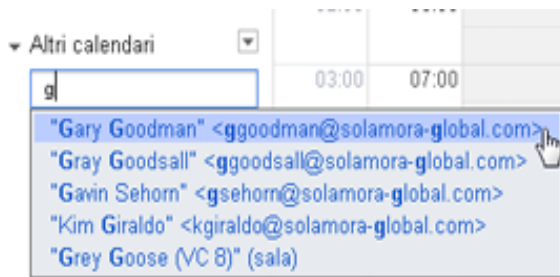 Altri calendari
g
03:00 07:00
"Gary Goodman" <ggoodman@solamora-global.com>
"Gray Goodsall" <ggoodsall@solamora-global.com>
"Gavin Sehorn" <gsehorn@solamora-global.com>
"Kim Giraldo" <kgiraldo@solamora-global.com>
"Grey Goose (VC 8)" (sala)